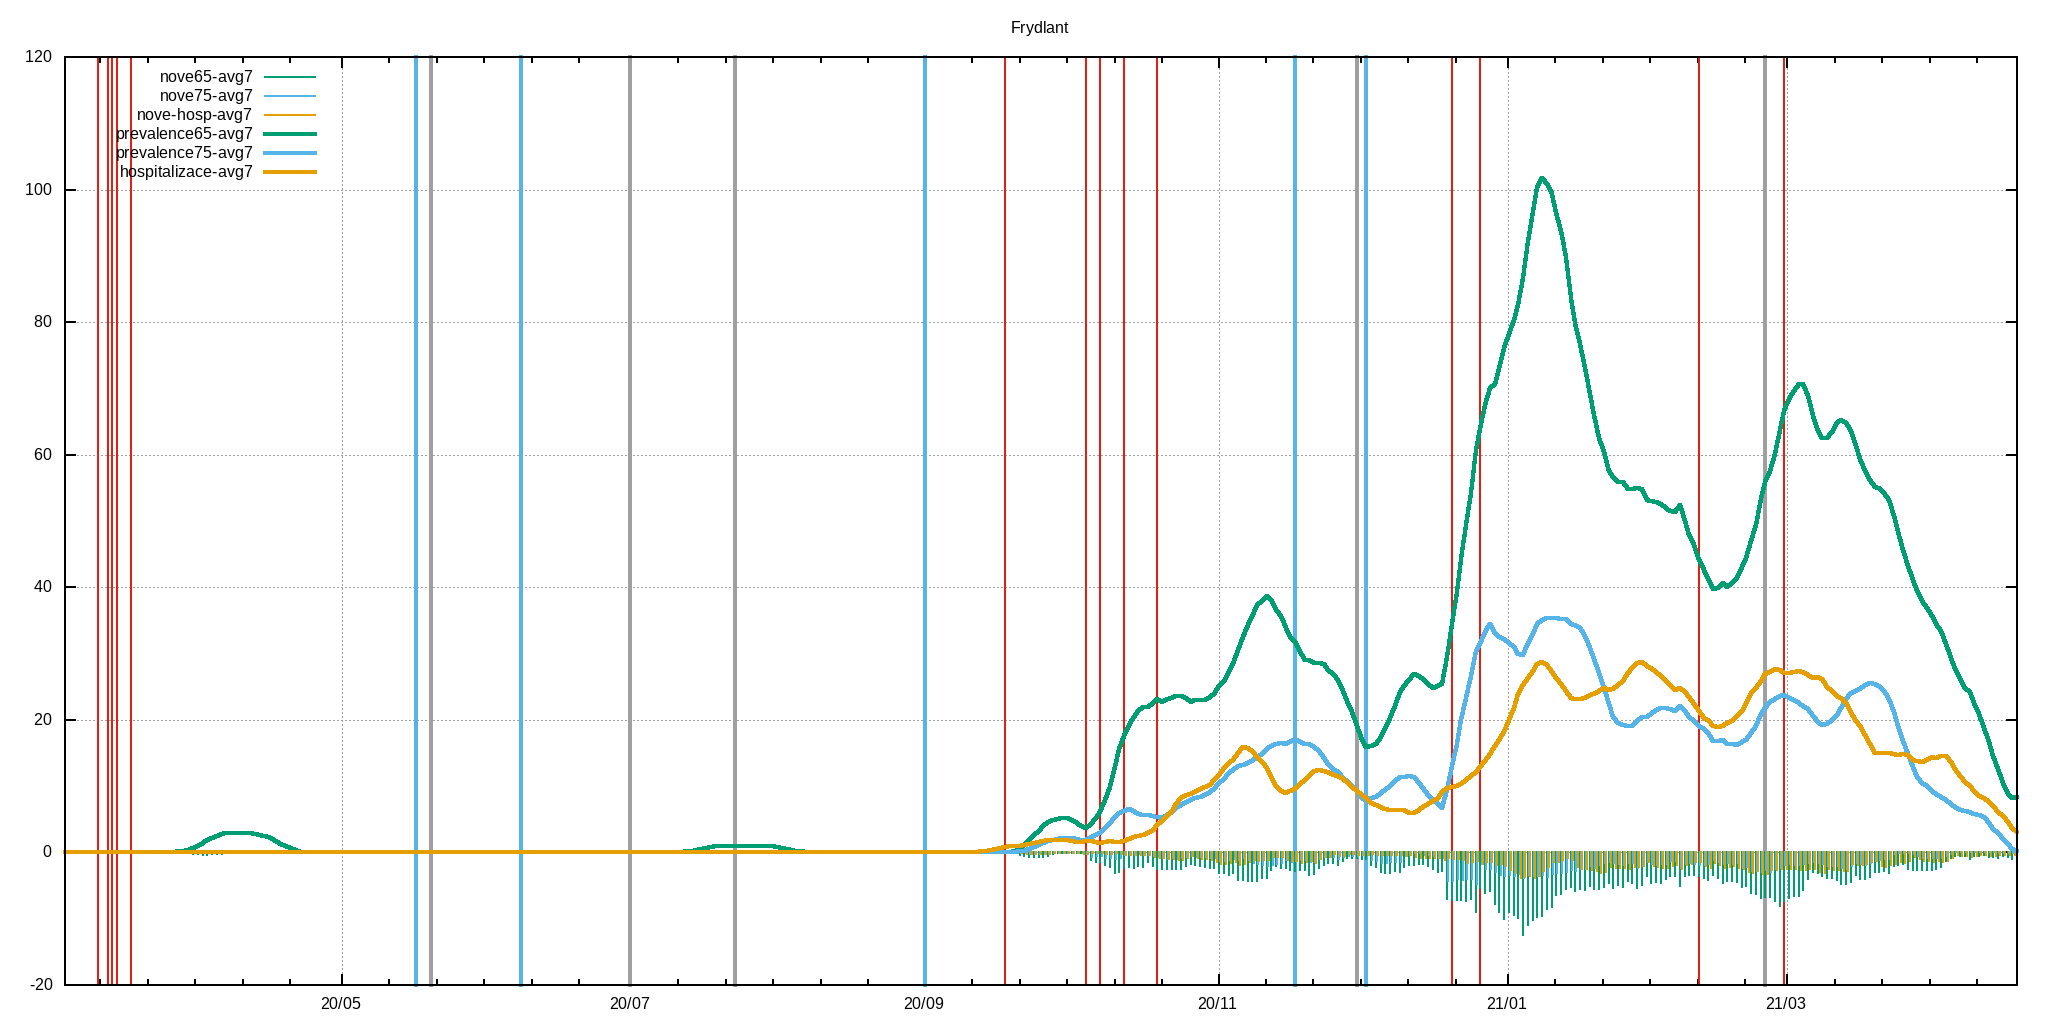 Frydlant
120
100
80
60
40
20
0
-20
nove65-avg7
nove75-avg7
nove-hosp-avg7
prevalence65-avg7
prevalence75-avg7
hospitalizace-avg7
20/05 20/07 20/09 20/11 21/01 21/03